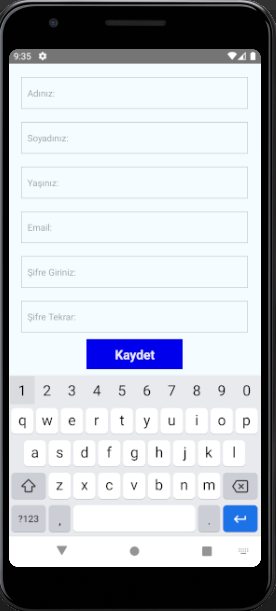 9:35
Adınız:
Soyadınız:
Yaşınız:
Email:
Şifre Giriniz:
Şifre Tekrar:
Kaydet
1 2 3 4 5 6 7 8 9 0
q w e r t y u i o p
a s d f g h j k l
z x c v b n m
?123 , .